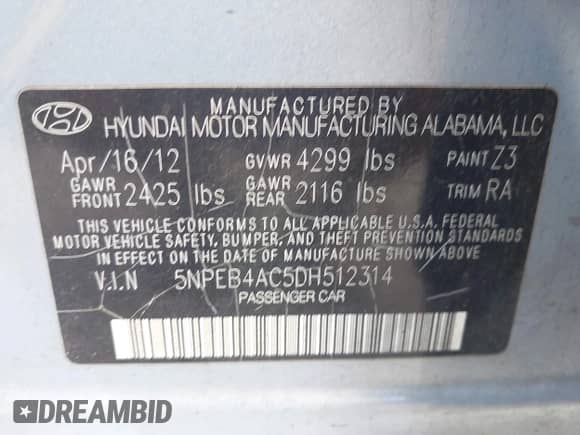 MANUFACTURED BY
HYUNDAI MOTOR MANUFACTURING ALABAMA, LLC
Apr/16/12 GVWR 4299 lbs PAINT Z3
GAWR FRONT 2425 lbs GAWR REAR 2116 lbs TRIM RA
THIS VEHICLE CONFORMS TO ALL APPLICABLE U.S.A. FEDERAL
MOTOR VEHICLE SAFETY, BUMPER, AND THEFT PREVENTION STANDARDS
IN EFFECT ON THE DATE OF MANUFACTURE SHOWN ABOVE
V.I.N 5NPEB4AC5DH512314
PASSENGER CAR
DREAMBID